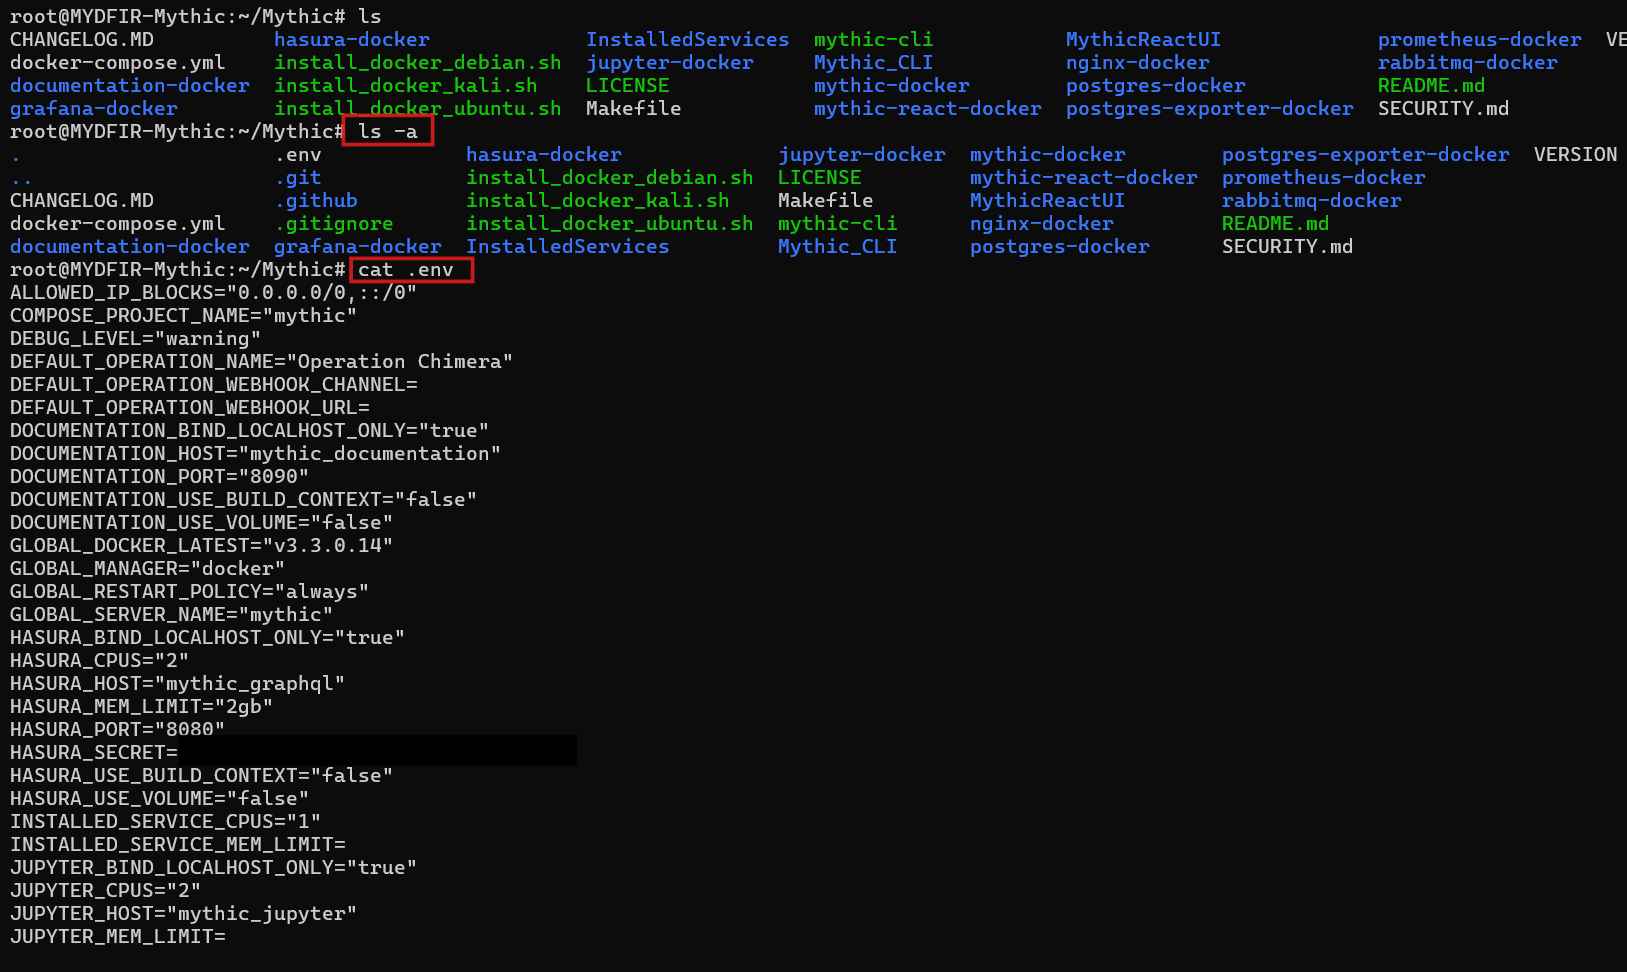 root@MYDFIR-Mythic:~/Mythic# ls
CHANGELOG.MD hasura-docker InstalledServices mythic-cli MythicReactUI prometheus-docker VE
docker-compose.yml install_docker_debian.sh jupyter-docker Mythic_CLI nginx-docker rabbitmq-docker
documentation-docker install_docker_kali.sh LICENSE mythic-docker postgres-docker README.md
grafana-docker install_docker_ubuntu.sh Makefile mythic-react-docker postgres-exporter-docker SECURITY.md
root@MYDFIR-Mythic:~/Mythic# ls -a
. .env hasura-docker jupyter-docker mythic-docker postgres-exporter-docker VERSION
.. .git install_docker_debian.sh LICENSE mythic-react-docker prometheus-docker
CHANGELOG.MD .github install_docker_kali.sh Makefile MythicReactUI rabbitmq-docker
docker-compose.yml .gitignore install_docker_ubuntu.sh mythic-cli nginx-docker README.md
documentation-docker grafana-docker InstalledServices Mythic_CLI postgres-docker SECURITY.md
root@MYDFIR-Mythic:~/Mythic# cat .env
ALLOWED_IP_BLOCKS="0.0.0.0/0,::/0"
COMPOSE_PROJECT_NAME="mythic"
DEBUG_LEVEL="warning"
DEFAULT_OPERATION_NAME="Operation Chimera"
DEFAULT_OPERATION_WEBHOOK_CHANNEL=
DEFAULT_OPERATION_WEBHOOK_URL=
DOCUMENTATION_BIND_LOCALHOST_ONLY="true"
DOCUMENTATION_HOST="mythic_documentation"
DOCUMENTATION_PORT="8090"
DOCUMENTATION_USE_BUILD_CONTEXT="false"
DOCUMENTATION_USE_VOLUME="false"
GLOBAL_DOCKER_LATEST="v3.3.0.14"
GLOBAL_MANAGER="docker"
GLOBAL_RESTART_POLICY="always"
GLOBAL_SERVER_NAME="mythic"
HASURA_BIND_LOCALHOST_ONLY="true"
HASURA_CPUS="2"
HASURA_HOST="mythic_graphql"
HASURA_MEM_LIMIT="2gb"
HASURA_PORT="8080"
HASURA_SECRET=
HASURA_USE_BUILD_CONTEXT="false"
HASURA_USE_VOLUME="false"
INSTALLED_SERVICE_CPUS="1"
INSTALLED_SERVICE_MEM_LIMIT=
JUPYTER_BIND_LOCALHOST_ONLY="true"
JUPYTER_CPUS="2"
JUPYTER_HOST="mythic_jupyter"
JUPYTER_MEM_LIMIT=